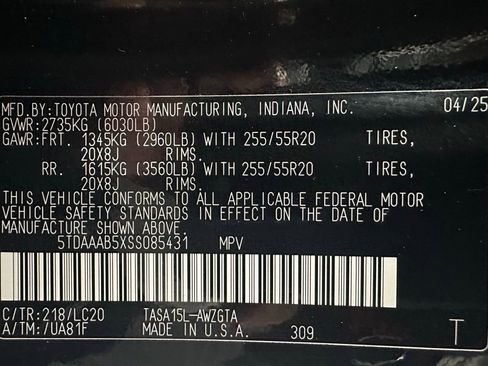 MFD.BY:TOYOTA MOTOR MANUFACTURING, INDIANA, INC. 04/25
GVWR:2735KG (6030LB)
GAWR:FRT. 1345KG (2960LB) WITH 255/55R20 TIRES,
20X8J RIMS.
RR. 1615KG (3560LB) WITH 255/55R20 TIRES,
20X8J RIMS.
THIS VEHICLE CONFORMS TO ALL APPLICABLE FEDERAL MOTOR
VEHICLE SAFETY STANDARDS IN EFFECT ON THE DATE OF
MANUFACTURE SHOWN ABOVE.
5TDAAAB5XSS085431 MPV
C/TR:218/LC20 TASA15L-AWZGTA
A/TM:/UA81F MADE IN U.S.A. 309 T